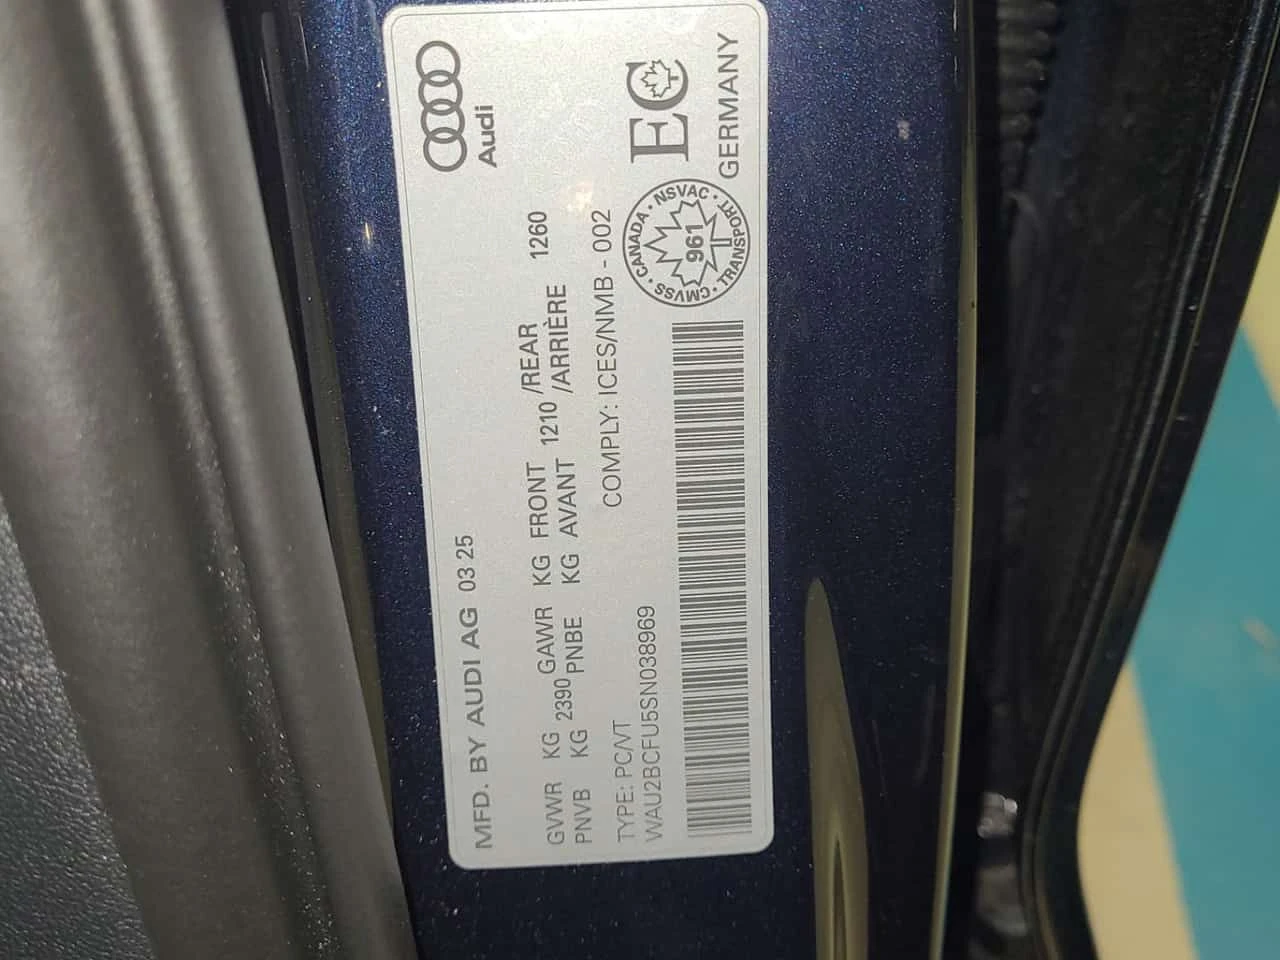 Audi
MFD. BY AUDI AG 03 25
GVWR KG 2390 GAWR KG FRONT 1210 /REAR 1260
PNVB KG PNBE KG AVANT /ARRIÈRE
COMPLY: ICES/NMB - 002
TYPE: PC/VT
WAU2BCFU5SN038969
CMVSS · CANADA · NSVAC · TRANSPORT
961
EC
GERMANY